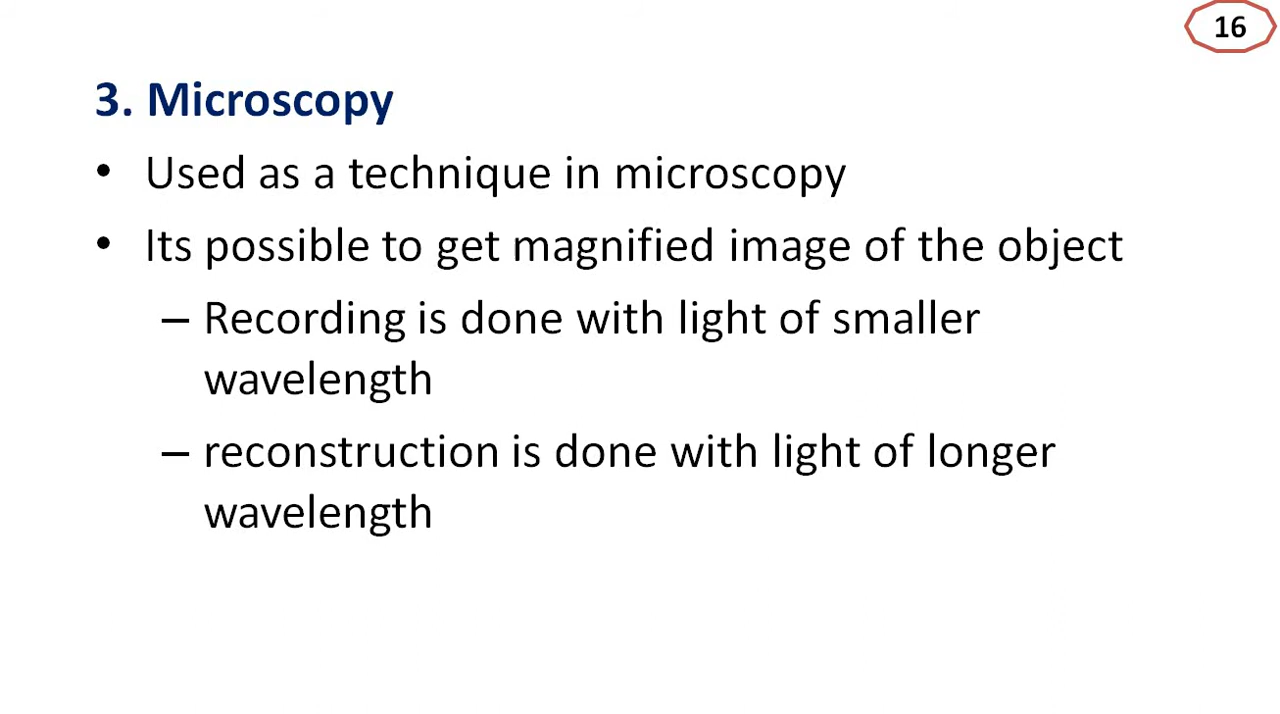 16
3. Microscopy
• Used as a technique in microscopy
• Its possible to get magnified image of the object
– Recording is done with light of smaller
wavelength
– reconstruction is done with light of longer
wavelength